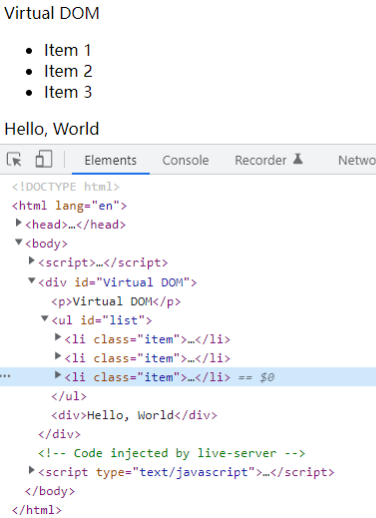 Virtual DOM
• Item 1
• Item 2
• Item 3
Hello, World
Elements Console Recorder Netwo
<!DOCTYPE html>
<html lang="en">
<head>…</head>
<body>
<script>…</script>
<div id="Virtual DOM">
<p>Virtual DOM</p>
<ul id="list">
<li class="item">…</li>
<li class="item">…</li>
<li class="item">…</li> == $0
</ul>
<div>Hello, World</div>
</div>
<!-- Code injected by live-server -->
<script type="text/javascript">…</script>
</body>
</html>